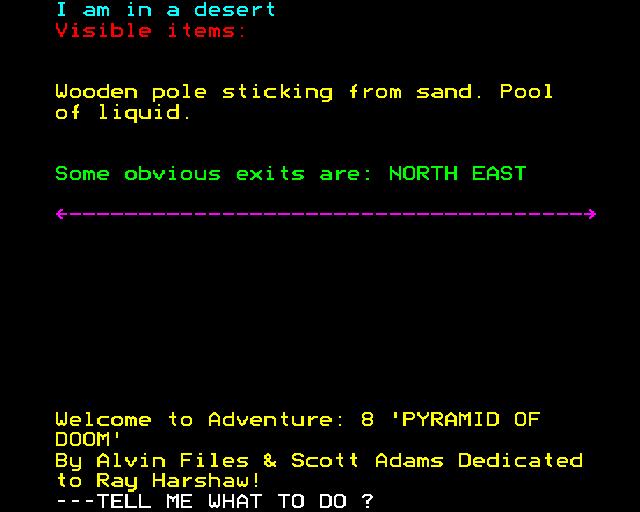 I am in a desert
Visible items:
Wooden pole sticking from sand. Pool
of liquid.
Some obvious exits are: NORTH EAST
<--------------------------------------->
Welcome to Adventure: 8 'PYRAMID OF
DOOM'
By Alvin Files & Scott Adams Dedicated
to Ray Harshaw!
---TELL ME WHAT TO DO ?